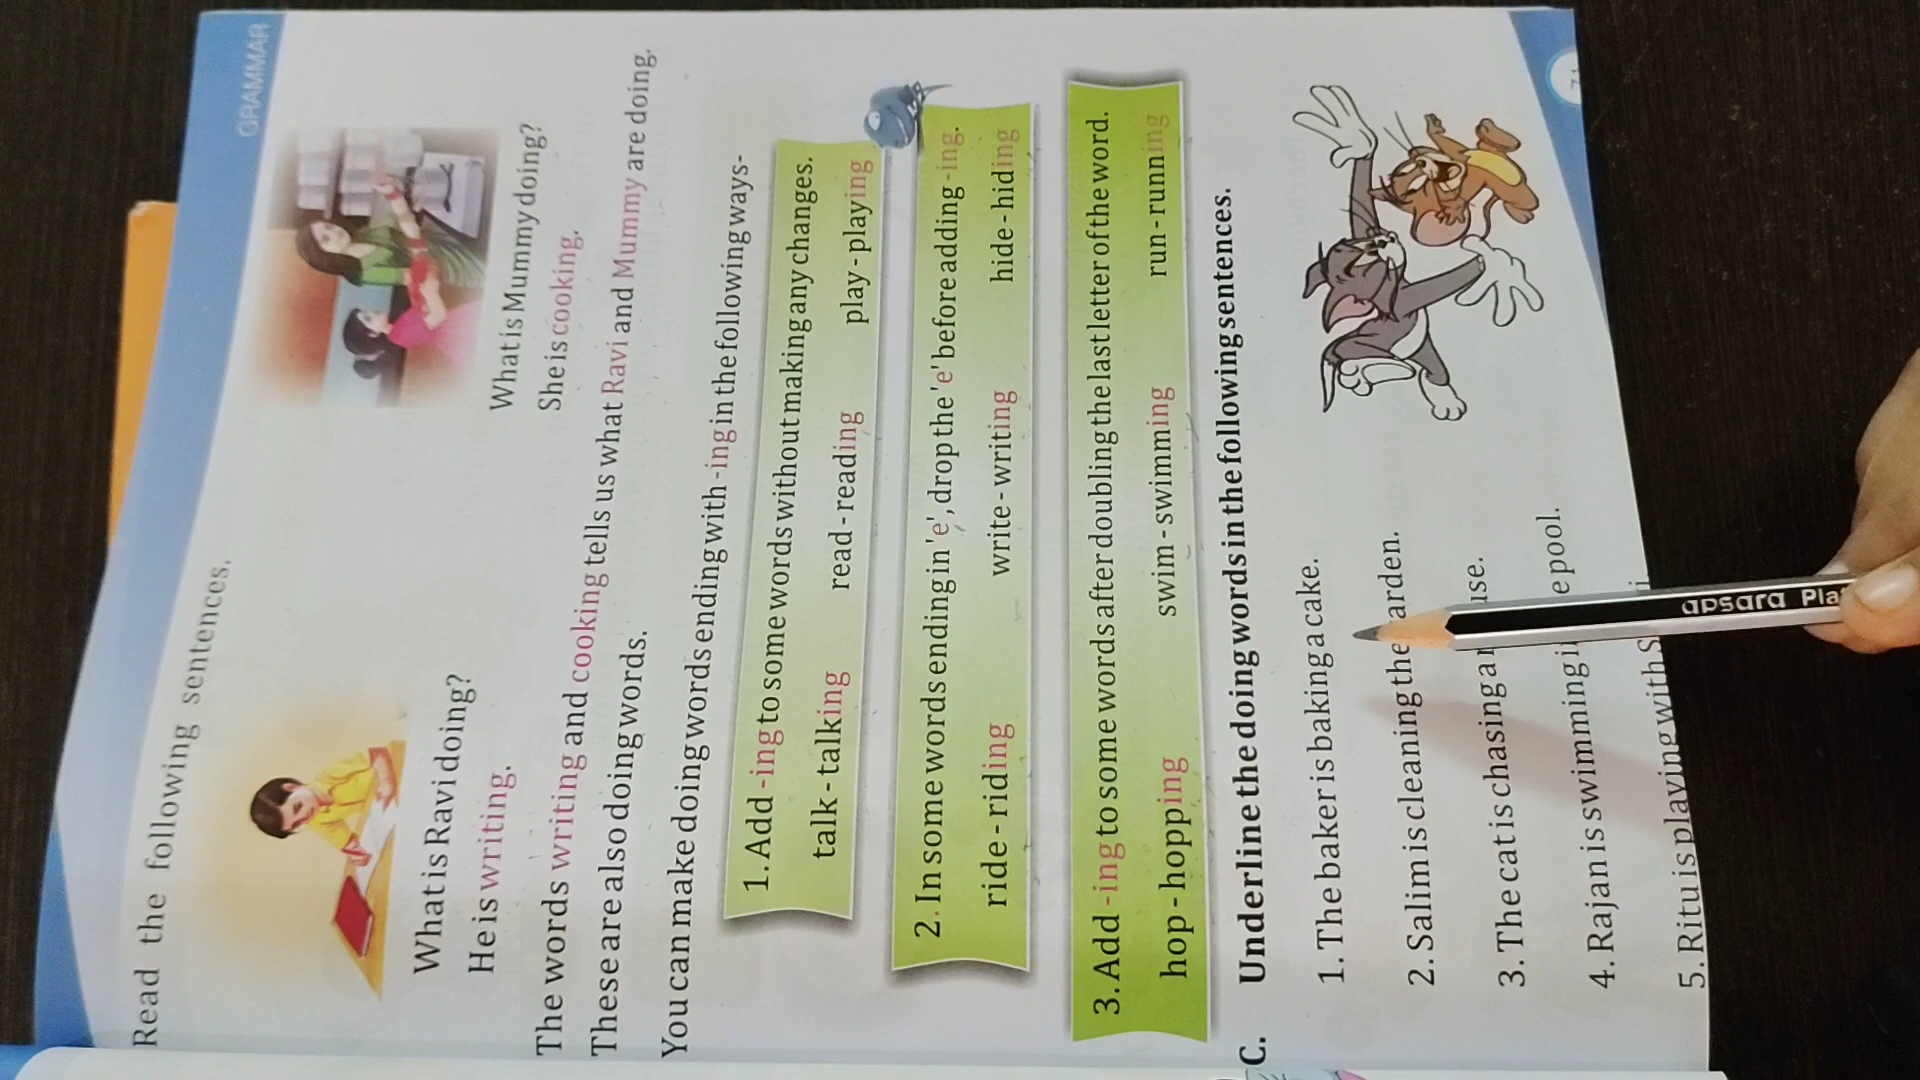 GRAMMAR
Read the following sentences.
What is Ravi doing?
He is writing.
What is Mummy doing?
She is cooking.
The words writing and cooking tells us what Ravi and Mummy are doing.
These are also doing words.
You can make doing words ending with -ing in the following ways-
1. Add -ing to some words without making any changes.
talk - talking read - reading play - playing
2. In some words ending in 'e', drop the 'e' before adding -ing.
ride - riding write - writing hide - hiding
3. Add -ing to some words after doubling the last letter of the word.
hop - hopping swim - swimming run - running
C. Underline the doing words in the following sentences.
1. The baker is baking a cake.
2. Salim is cleaning the arden.
3. The cat is chasing a use.
4. Rajan is swimming i e pool.
5. Ritu is playing with S
apsara Pla